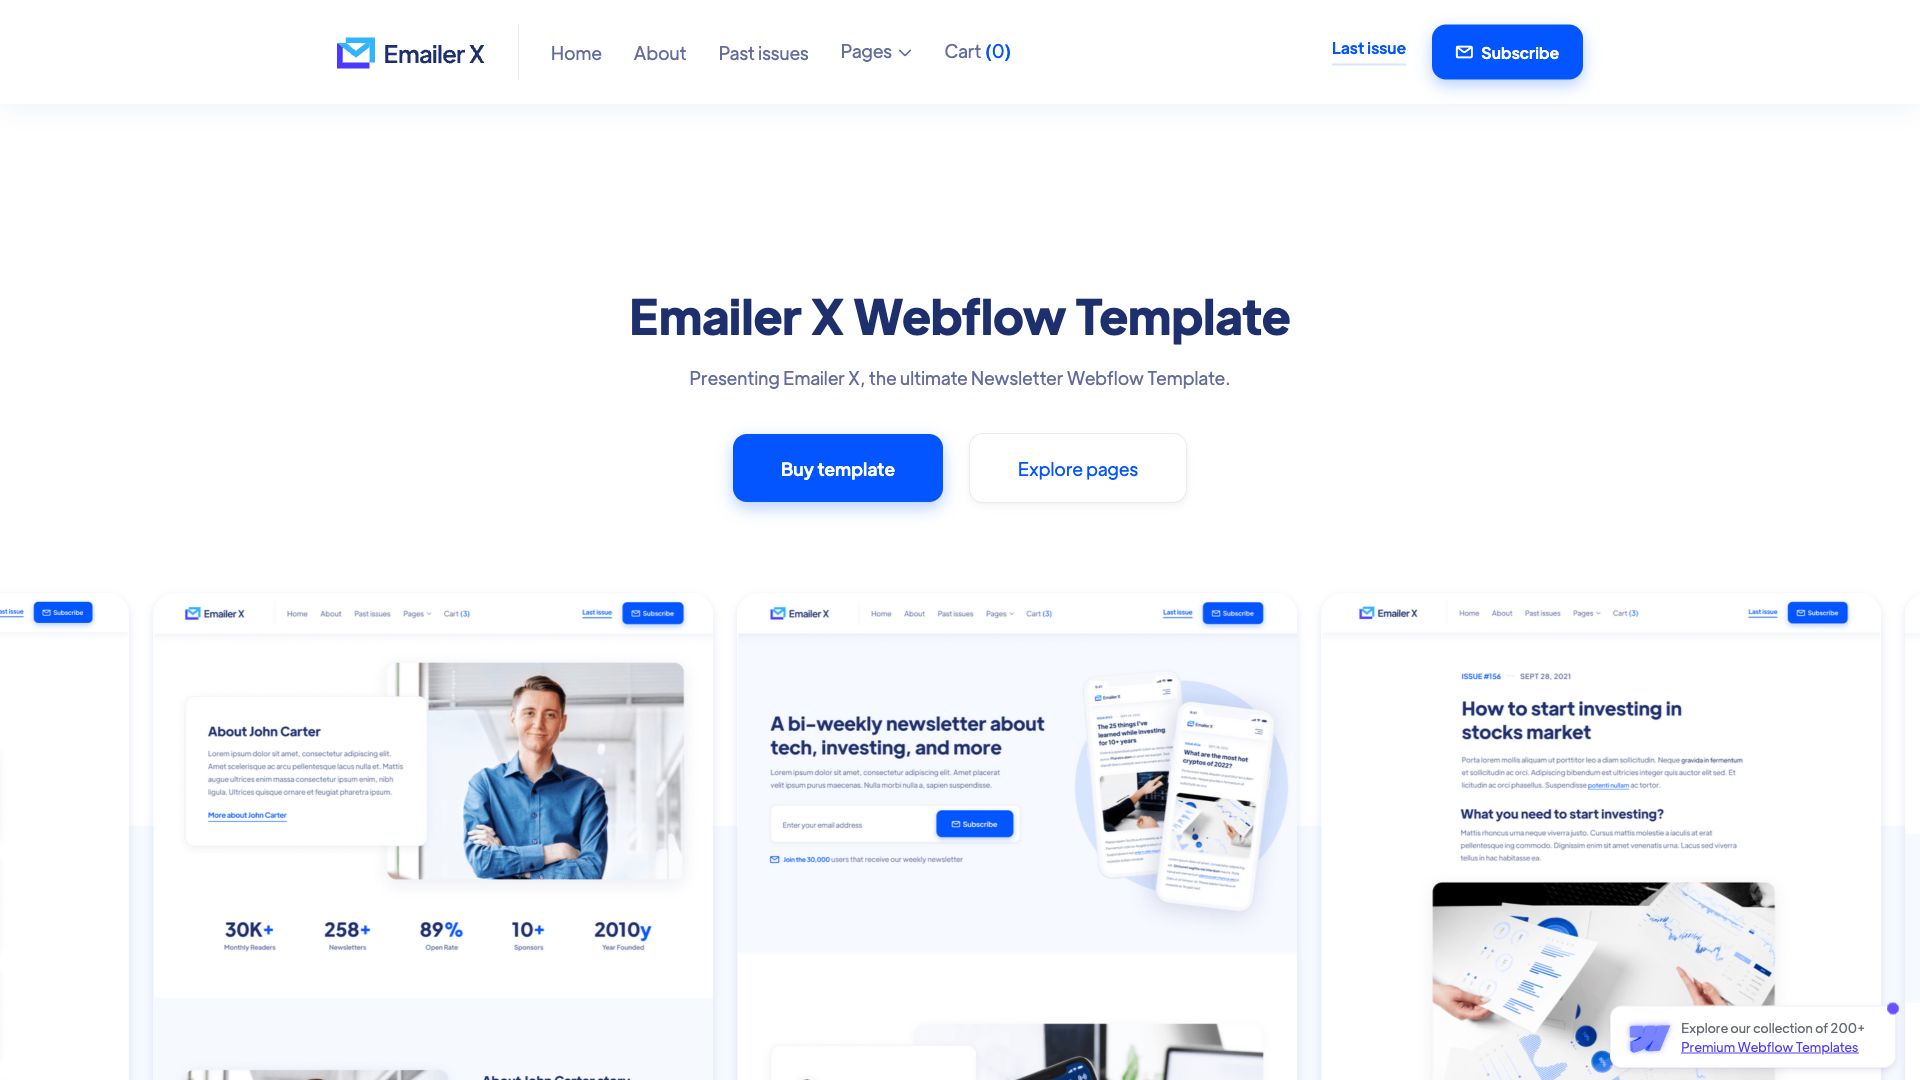 Emailer X
Home
About
Past issues
Pages
Cart (0)
Last issue
Subscribe
Emailer X Webflow Template
Presenting Emailer X, the ultimate Newsletter Webflow Template.
Buy template
Explore pages
Subscribe
Emailer X
Home
About
Past issues
Pages
Cart (3)
Last issue
Subscribe
About John Carter
Lorem ipsum dolor sit amet, consectetur adipiscing elit.
Amet scelerisque ac arcu pellentesque lacus nulla et. Mattis
augue ultrices enim massa consectetur ipsum enim, nibh
ligula. Ultrices quisque ornare et feugiat pharetra ipsum.
More about John Carter
30K+
Monthly Readers
258+
Newsletters
89%
Open Rate
10+
Sponsors
2010y
Year Founded
Emailer X
Home
About
Past issues
Pages
Cart (3)
Last issue
Subscribe
A bi-weekly newsletter about
tech, investing, and more
Lorem ipsum dolor sit amet, consectetur adipiscing elit. Amet placerat
velit ipsum purus maecenas. Nulla morbi nulla a, sapien suspendisse.
Enter your email address
Subscribe
Join the 30,000 users that receive our weekly newsletter
Emailer X
The 25 things I've
learned while investing
for 10+ years
Emailer X
What are the most hot
cryptos of 2022?
Emailer X
Home
About
Past issues
Pages
Cart (3)
Last issue
Subscribe
ISSUE #156
SEPT 28, 2021
How to start investing in
stocks market
Porta lorem mollis aliquam ut porttitor leo a diam sollicitudin. Neque gravida in fermentum
et sollicitudin ac orci. Adipiscing bibendum est ultricies integer quis auctor elit sed. Et
licitudin ac orci phasellus. Suspendisse potenti nullam ac tortor.
What you need to start investing?
Mattis rhoncus urna neque viverra justo. Cursus mattis molestie a iaculis at erat
pellentesque ing commodo. Dignissim enim sit amet venenatis urna. Lacus sed viverra
tellus in hac habitasse ea.
Explore our collection of 200+
Premium Webflow Templates